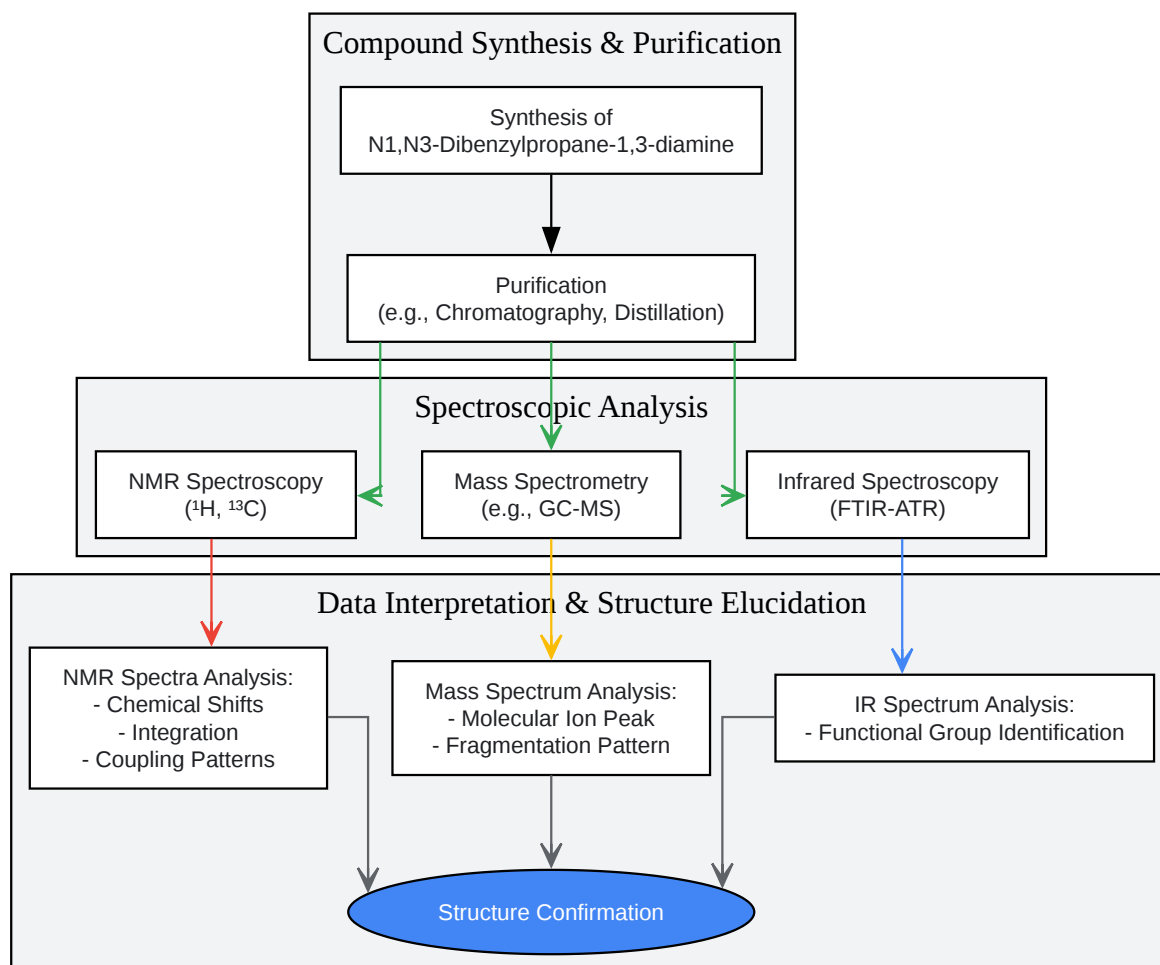 Compound Synthesis & Purification
Synthesis of
N1,N3-Dibenzylpropane-1,3-diamine
Purification
(e.g., Chromatography, Distillation)
Spectroscopic Analysis
NMR Spectroscopy
(¹H, ¹³C)
Mass Spectrometry
(e.g., GC-MS)
Infrared Spectroscopy
(FTIR-ATR)
Data Interpretation & Structure Elucidation
NMR Spectra Analysis:
- Chemical Shifts
- Integration
- Coupling Patterns
Mass Spectrum Analysis:
- Molecular Ion Peak
- Fragmentation Pattern
IR Spectrum Analysis:
- Functional Group Identification
Structure Confirmation